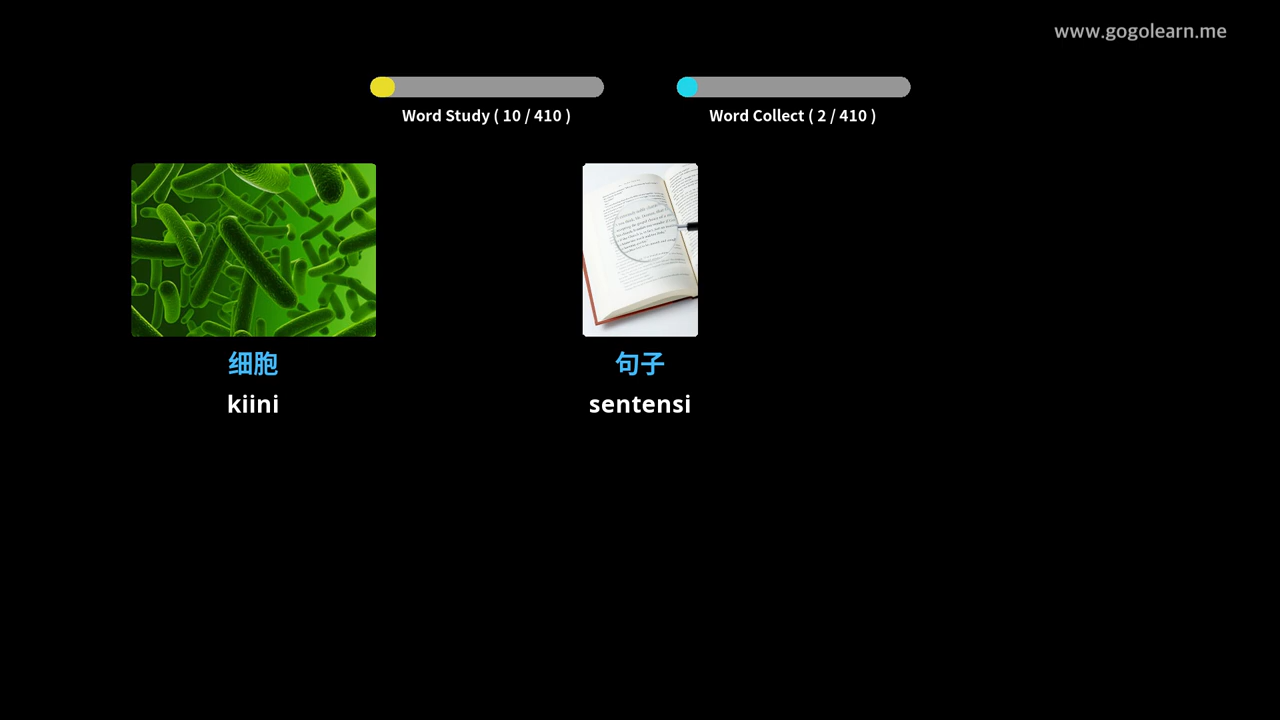 www.gogolearn.me
Word Study ( 10 / 410 )
Word Collect ( 2 / 410 )
细胞
kiini
句子
sentensi